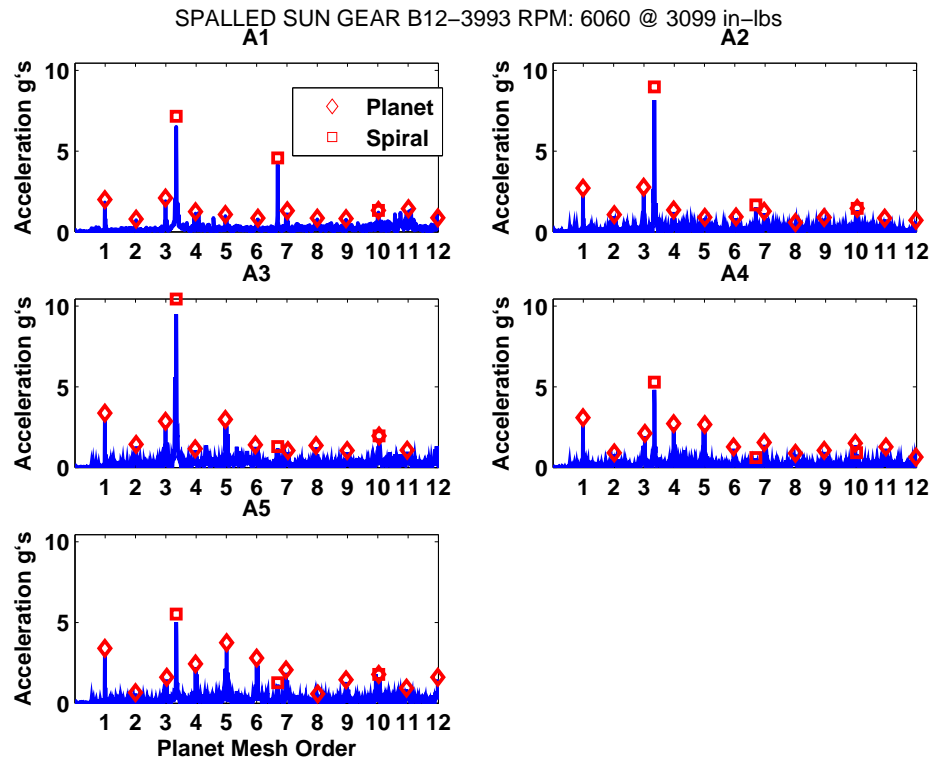 SPALLED SUN GEAR B12−3993 RPM: 6060 @ 3099 in−lbs
A1
A2
10
5
0
Acceleration g‘s
Planet
Spiral
1 2 3 4 5 6 7 8 9 10 11 12
10
5
0
Acceleration g‘s
1 2 3 4 5 6 7 8 9 10 11 12
A3
A4
10
5
0
Acceleration g‘s
1 2 3 4 5 6 7 8 9 10 11 12
10
5
0
Acceleration g‘s
1 2 3 4 5 6 7 8 9 10 11 12
A5
10
5
0
Acceleration g‘s
1 2 3 4 5 6 7 8 9 10 11 12
Planet Mesh Order